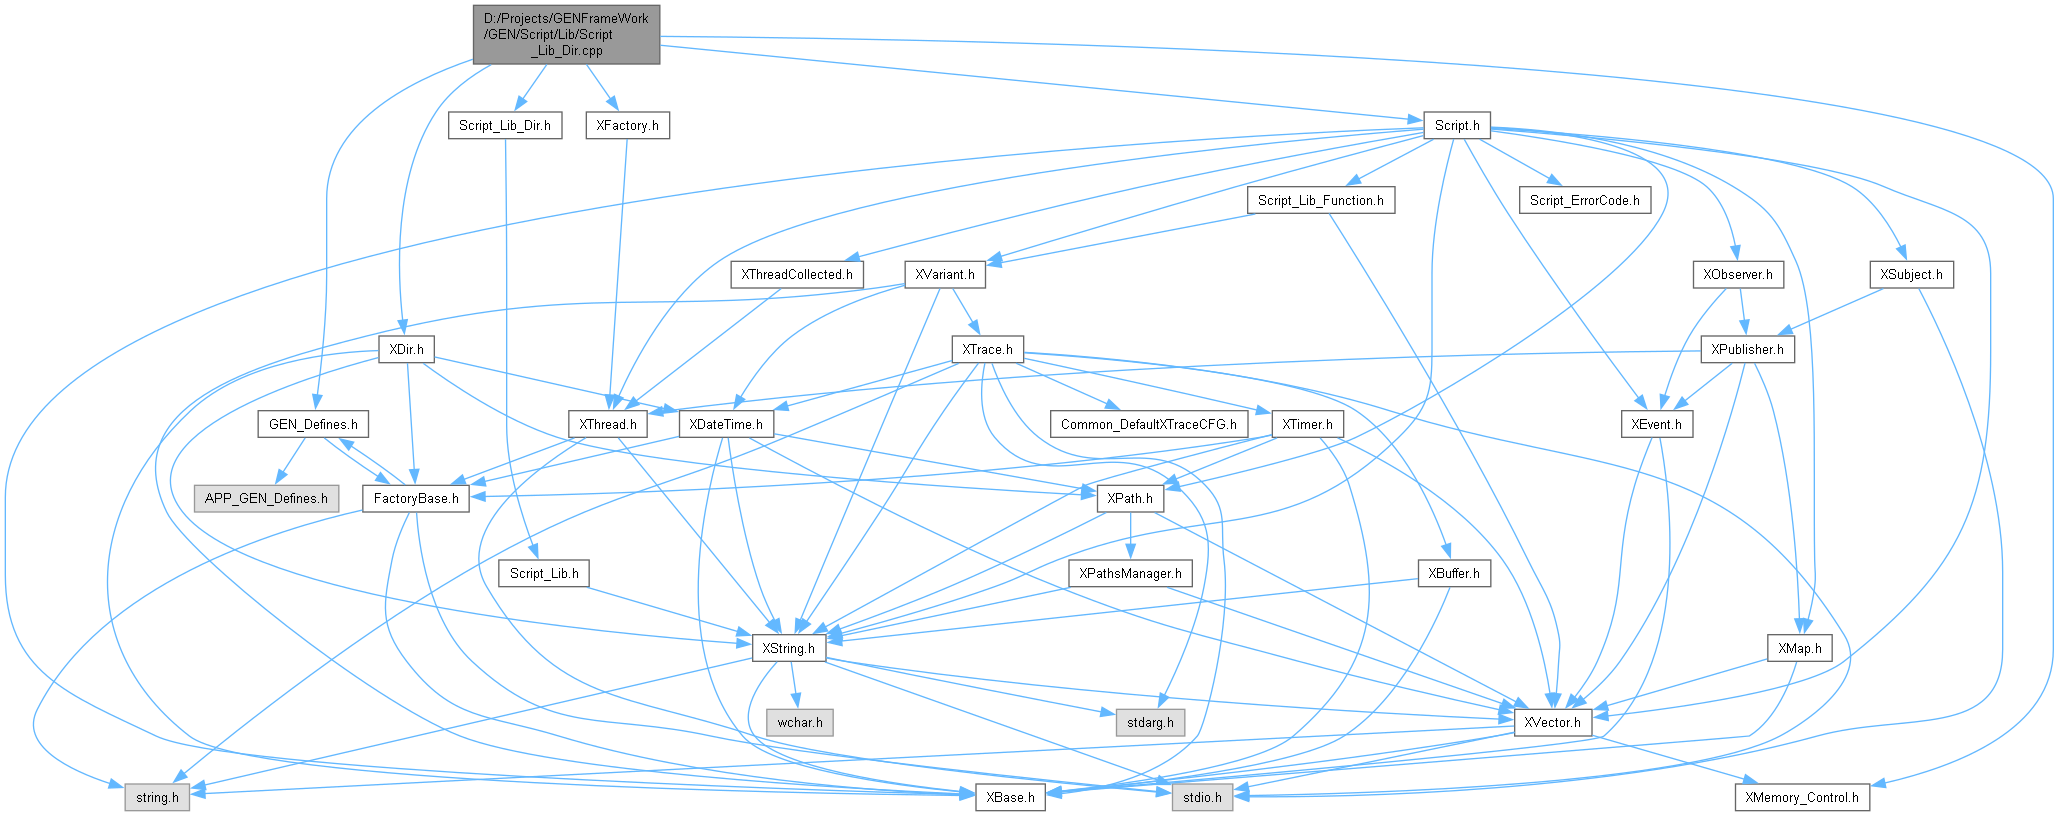 D:/Projects/GENFrameWork
/GEN/Script/Lib/Script
_Lib_Dir.cpp
Script_Lib_Dir.h
XFactory.h
Script.h
Script_Lib_Function.h
Script_ErrorCode.h
XThreadCollected.h
XVariant.h
XObserver.h
XSubject.h
XDir.h
XTrace.h
XPublisher.h
GEN_Defines.h
XThread.h
XDateTime.h
Common_DefaultXTraceCFG.h
XTimer.h
XEvent.h
APP_GEN_Defines.h
FactoryBase.h
XPath.h
Script_Lib.h
XPathsManager.h
XBuffer.h
XString.h
XMap.h
wchar.h
stdarg.h
XVector.h
string.h
XBase.h
stdio.h
XMemory_Control.h